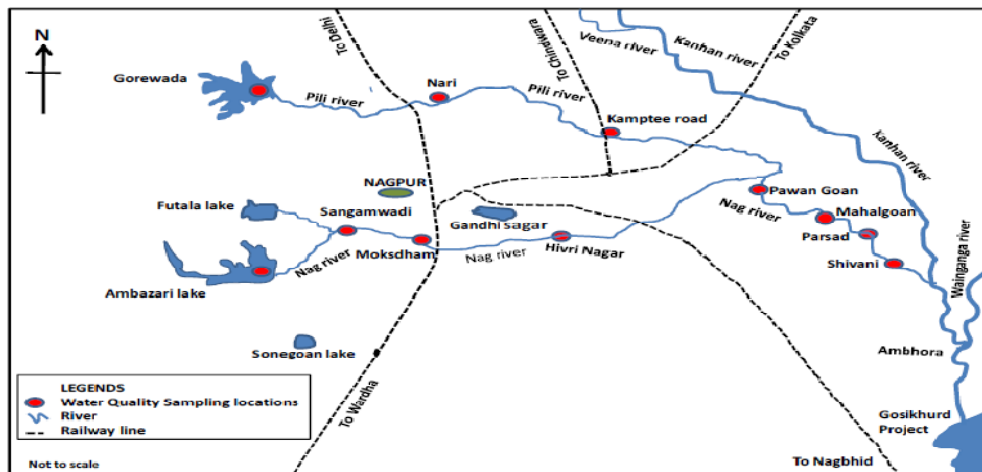 N
To Delhi
To Chindwara
Veena river
Kanhan river
To Kolkata
Gorewada
Nari
Pili river
Pili river
Kamptee road
Kanhan river
NAGPUR
Pawan Goan
Futala lake
Sangamwadi
Gandhi sagar
Nag river
Mahalgoan
Parsad
Moksdham
Nag river
Hivri Nagar
Nag river
Shivani
Wainganga river
Ambazari lake
Sonegoan lake
Ambhora
LEGENDS
Water Quality Sampling locations
River
Railway line
To Wardha
Gosikhurd
Project
Not to scale
To Nagbhid